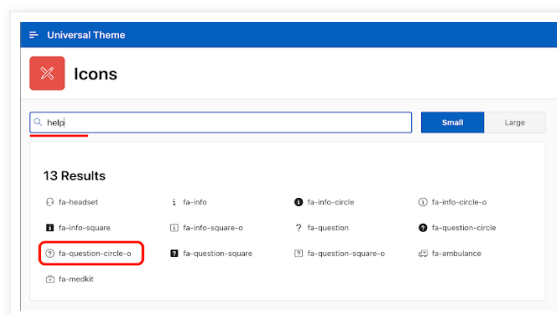 Universal Theme
Icons
help
Small
Large
13 Results
fa-headset
fa-info
fa-info-circle
fa-info-circle-o
fa-info-square
fa-info-square-o
fa-question
fa-question-circle
fa-question-circle-o
fa-question-square
fa-question-square-o
fa-ambulance
fa-medkit